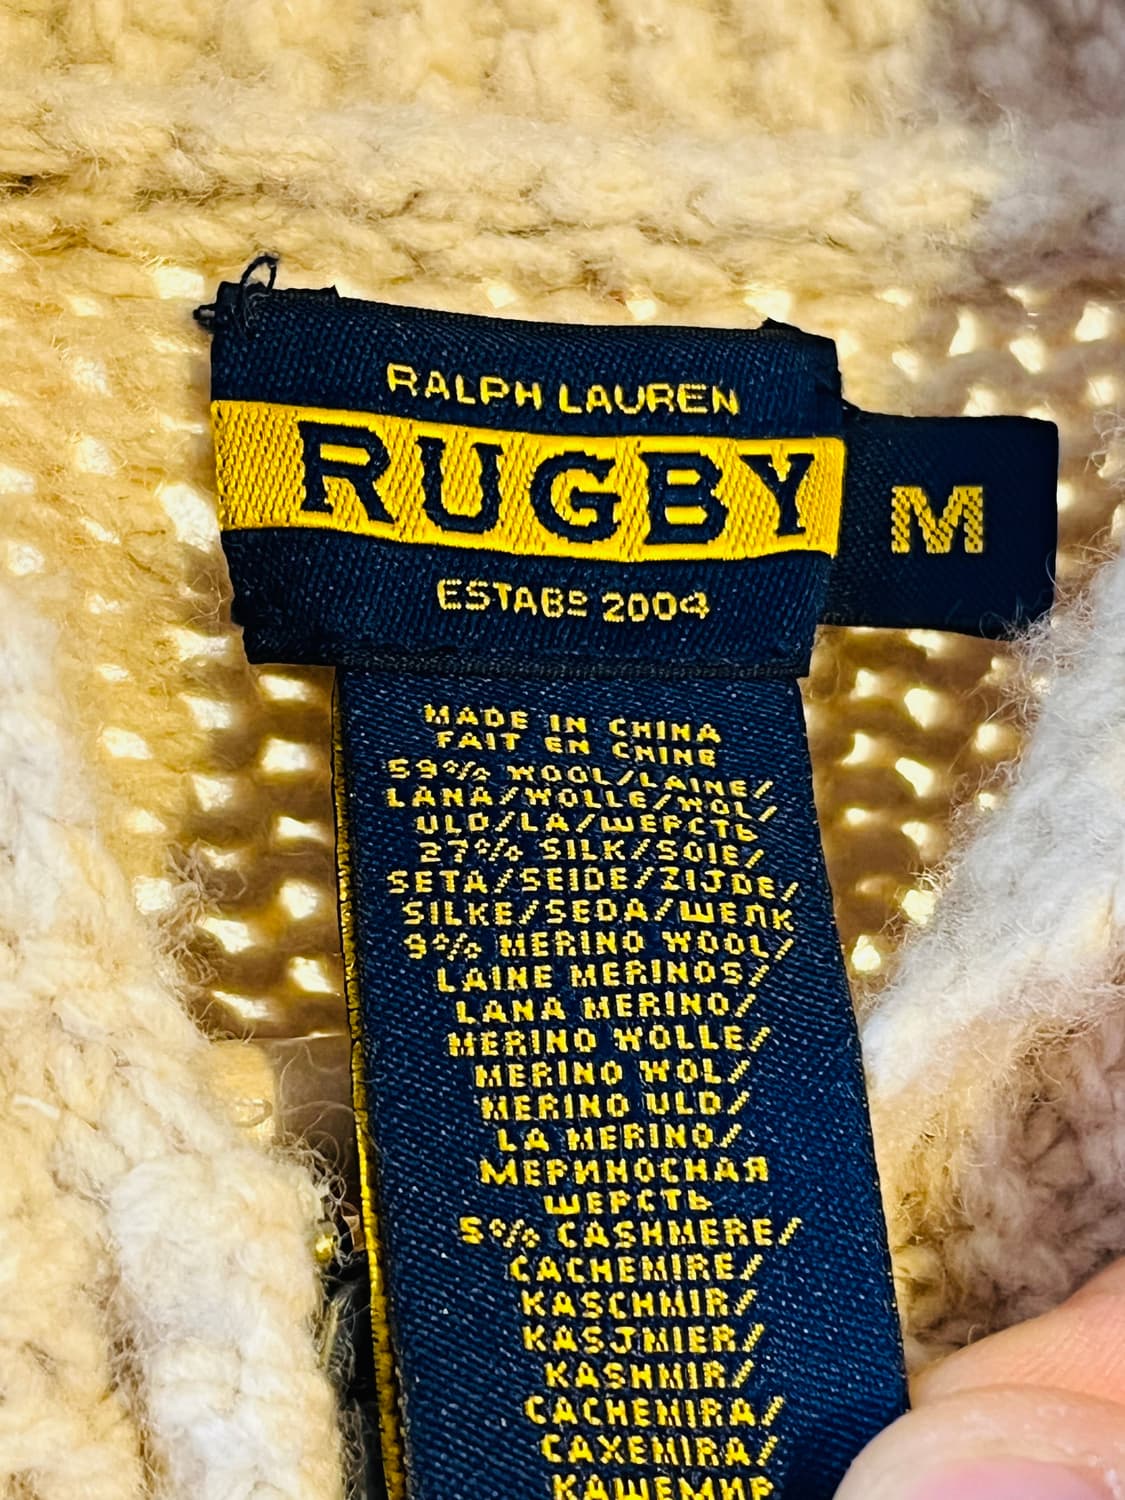 RALPH LAUREN
RUGBY
ESTABD 2004
M
MADE IN CHINA
FAIT EN CHINE
59% WOOL/LAINE/
LANA/WOLLE/WOL/
ULD/LA/ШЕРСТЬ
27% SILK/SOIE/
SETA/SEIDE/ZIJDE/
SILKE/SEDA/ШЕЛК
9% MERINO WOOL/
LAINE MERINOS/
LANA MERINO/
MERINO WOLLE/
MERINO WOL/
MERINO ULD/
LA MERINO/
МЕРИНОСНАЯ
ШЕРСТЬ
5% CASHMERE/
CACHEMIRE/
KASCHMIR/
KASJMIER/
KASHMIR/
CACHEMIRA/
CAXEMIRA/
КАШЕМИР